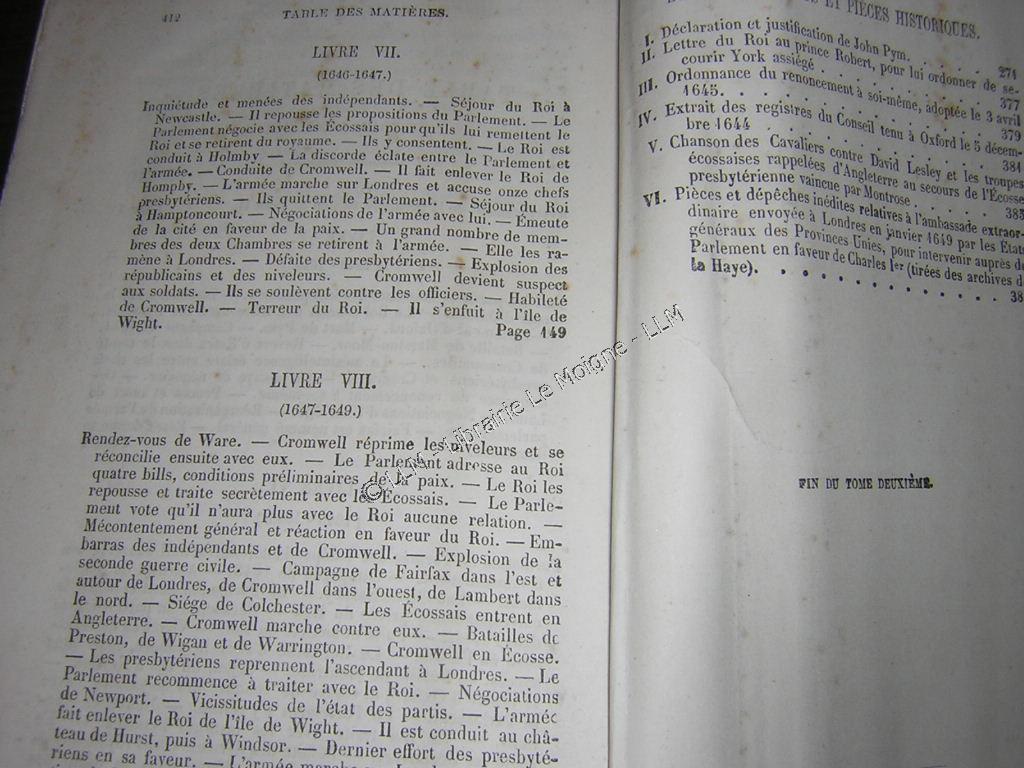 412
TABLE DES MATIÈRES.
LIVRE VII.
(1646-1647.)
Inquiétude et menées des indépendants. — Séjour du Roi à
Newcastle. — Il repousse les propositions du Parlement. — Le
Parlement négocie avec les Écossais pour qu'ils lui remettent le
Roi et se retirent du royaume. — Ils y consentent. — Le Roi est
conduit à Holmby. — La discorde éclate entre le Parlement et
l'armée. — Conduite de Cromwell. — Il fait enlever le Roi de
Hompby. — L'armée marche sur Londres et accuse onze chefs
presbytériens. — Ils quittent le Parlement. — Séjour du Roi
à Hamptoncourt. — Négociations de l'armée avec lui. — Émeute
de la cité en faveur de la paix. — Un grand nombre de mem-
bres des deux Chambres se retirent à l'armée. — Elle les ra-
mène à Londres. — Défaite des presbytériens. — Explosion des
républicains et des niveleurs. — Cromwell devient suspect
aux soldats. — Ils se soulèvent contre les officiers. — Habileté
de Cromwell. — Terreur du Roi. — Il s'enfuit à l'île de
Wight. Page 149
LIVRE VIII.
(1647-1649.)
Rendez-vous de Ware. — Cromwell réprime les niveleurs et se
réconcilie ensuite avec eux. — Le Parlement adresse au Roi
quatre bills, conditions préliminaires de la paix. — Le Roi les
repousse et traite secrètement avec les Écossais. — Le Parle-
ment vote qu'il n'aura plus avec le Roi aucune relation. —
Mécontentement général et réaction en faveur du Roi. — Em-
barras des indépendants et de Cromwell. — Explosion de la
seconde guerre civile. — Campagne de Fairfax dans l'est et
autour de Londres, de Cromwell dans l'ouest, de Lambert dans
le nord. — Siége de Colchester. — Les Écossais entrent en
Angleterre. — Cromwell marche contre eux. — Batailles de
Preston, de Wigan et de Warrington. — Cromwell en Écosse.
— Les presbytériens reprennent l'ascendant à Londres. — Le
Parlement recommence à traiter avec le Roi. — Négociations
de Newport. — Vicissitudes de l'état des partis. — L'armée
fait enlever le Roi de l'île de Wight. — Il est conduit au châ-
teau de Hurst, puis à Windsor. — Dernier effort des presbyté-
riens en sa faveur. — L'armée
ET PIÈCES HISTORIQUES.
I. Déclaration et justification de John Pym. . . . . . 271
II. Lettre du Roi au prince Robert, pour lui ordonner de se-
courir York assiégé . . . . . . . . . . 377
III. Ordonnance du renoncement à soi-même, adoptée le 3 avril
1645. . . . . . . . . . . . . 379
IV. Extrait des registres du Conseil tenu à Oxford le 5 décem-
bre 1644 . . . . . . . . . . . 381
V. Chanson des Cavaliers contre David Lesley et les troupes
écossaises rappelées d'Angleterre au secours de l'Écosse
presbytérienne vaincue par Montrose . . . . . . 385
VI. Pièces et dépêches inédites relatives à l'ambassade extraor-
dinaire envoyée à Londres en janvier 1649 par les États
généraux des Provinces Unies, pour intervenir auprès du
Parlement en faveur de Charles Ier (tirées des archives d
la Haye). . . . . . . . . . . . 38
FIN DU TOME DEUXIÈME.
© LLM - Librairie Le Moigne - LLM